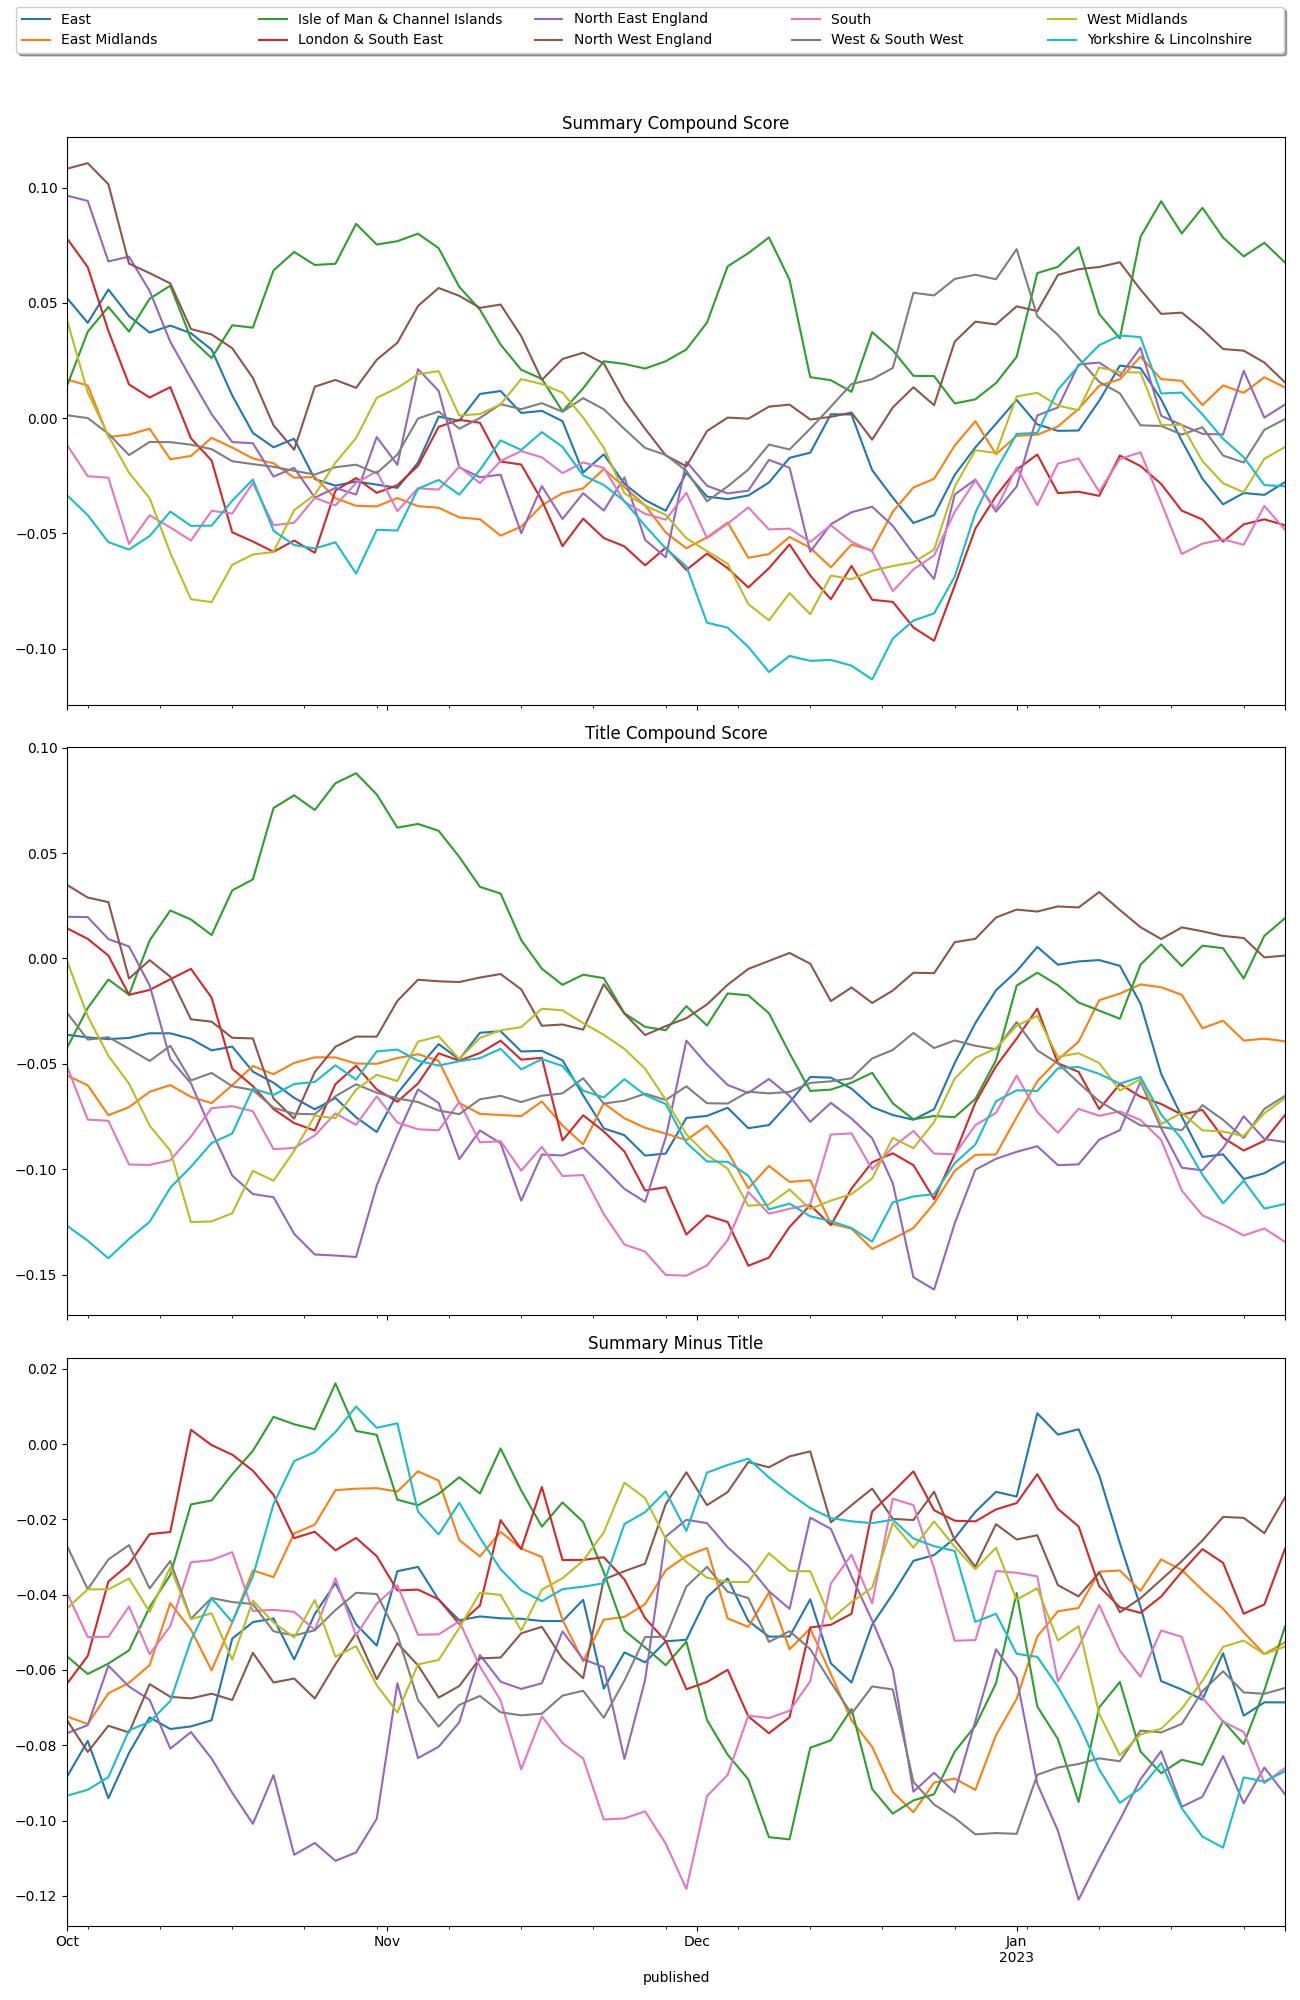 East
East Midlands
Isle of Man & Channel Islands
London & South East
North East England
North West England
South
West & South West
West Midlands
Yorkshire & Lincolnshire
Summary Compound Score
0.10
0.05
0.00
−0.05
−0.10
Title Compound Score
0.10
0.05
0.00
−0.05
−0.10
−0.15
Summary Minus Title
0.02
0.00
−0.02
−0.04
−0.06
−0.08
−0.10
−0.12
Oct Nov Dec Jan
2023
published